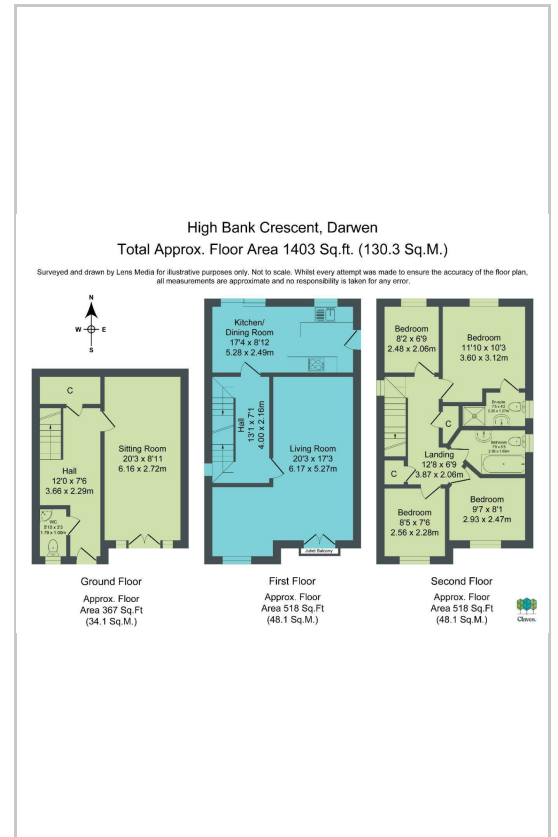 High Bank Crescent, Darwen
Total Approx. Floor Area 1403 Sq.ft. (130.3 Sq.M.)
Surveyed and drawn by Lens Media for illustrative purposes only. Not to scale. Whilst every attempt was made to ensure the accuracy of the floor plan,
all measurements are approximate and no responsibility is taken for any error.
N
W E
S
C
Sitting Room
20'3 x 8'11
6.16 x 2.72m
Hall
12'0 x 7'6
3.66 x 2.29m
WC
5'10 x 3'3
1.79 x 1.00m
Ground Floor
Approx. Floor
Area 367 Sq.Ft
(34.1 Sq.M.)
Kitchen/
Dining Room
17'4 x 8'12
5.28 x 2.49m
Hall
13'1 x 7'1
4.00 x 2.16m
Living Room
20'3 x 17'3
6.17 x 5.27m
Juliet Balcony
First Floor
Approx. Floor
Area 518 Sq.Ft
(48.1 Sq.M.)
Bedroom
8'2 x 6'9
2.48 x 2.06m
Bedroom
11'10 x 10'3
3.60 x 3.12m
En-suite
C
Bathroom
Landing
12'8 x 6'9
3.87 x 2.06m
C
Bedroom
8'5 x 7'6
2.56 x 2.28m
Bedroom
9'7 x 8'1
2.93 x 2.47m
Second Floor
Approx. Floor
Area 518 Sq.Ft
(48.1 Sq.M.)
Claves.